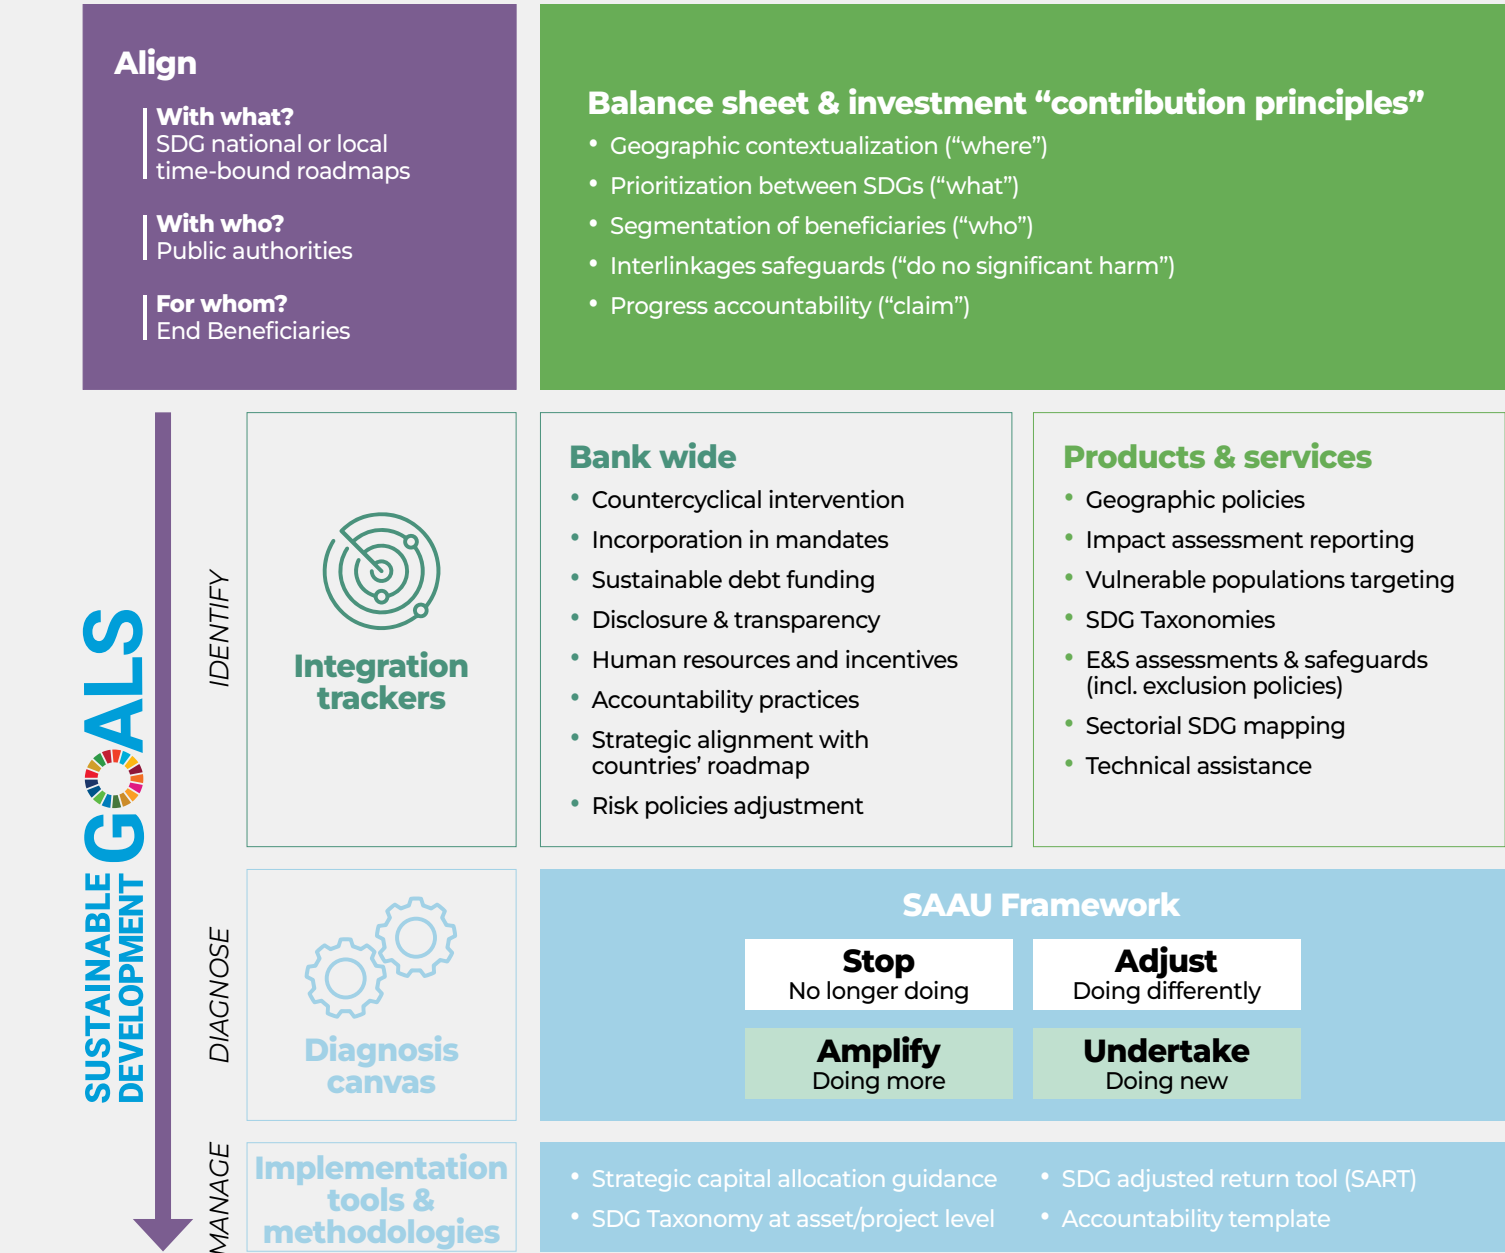 Align
With what?
SDG national or local
time-bound roadmaps
With who?
Public authorities
For whom?
End Beneficiaries
Balance sheet & investment “contribution principles”
• Geographic contextualization (“where”)
• Prioritization between SDGs (“what”)
• Segmentation of beneficiaries (“who”)
• Interlinkages safeguards (“do no significant harm”)
• Progress accountability (“claim”)
SUSTAINABLE
DEVELOPMENT
GOALS
IDENTIFY
Integration
trackers
Bank wide
• Countercyclical intervention
• Incorporation in mandates
• Sustainable debt funding
• Disclosure & transparency
• Human resources and incentives
• Accountability practices
• Strategic alignment with
countries’ roadmap
• Risk policies adjustment
Products & services
• Geographic policies
• Impact assessment reporting
• Vulnerable populations targeting
• SDG Taxonomies
• E&S assessments & safeguards
(incl. exclusion policies)
• Sectorial SDG mapping
• Technical assistance
DIAGNOSE
Diagnosis
canvas
SAAU Framework
Stop
No longer doing
Adjust
Doing differently
Amplify
Doing more
Undertake
Doing new
MANAGE
Implementation
tools &
methodologies
• Strategic capital allocation guidance
• SDG Taxonomy at asset/project level
• SDG adjusted return tool (SART)
• Accountability template